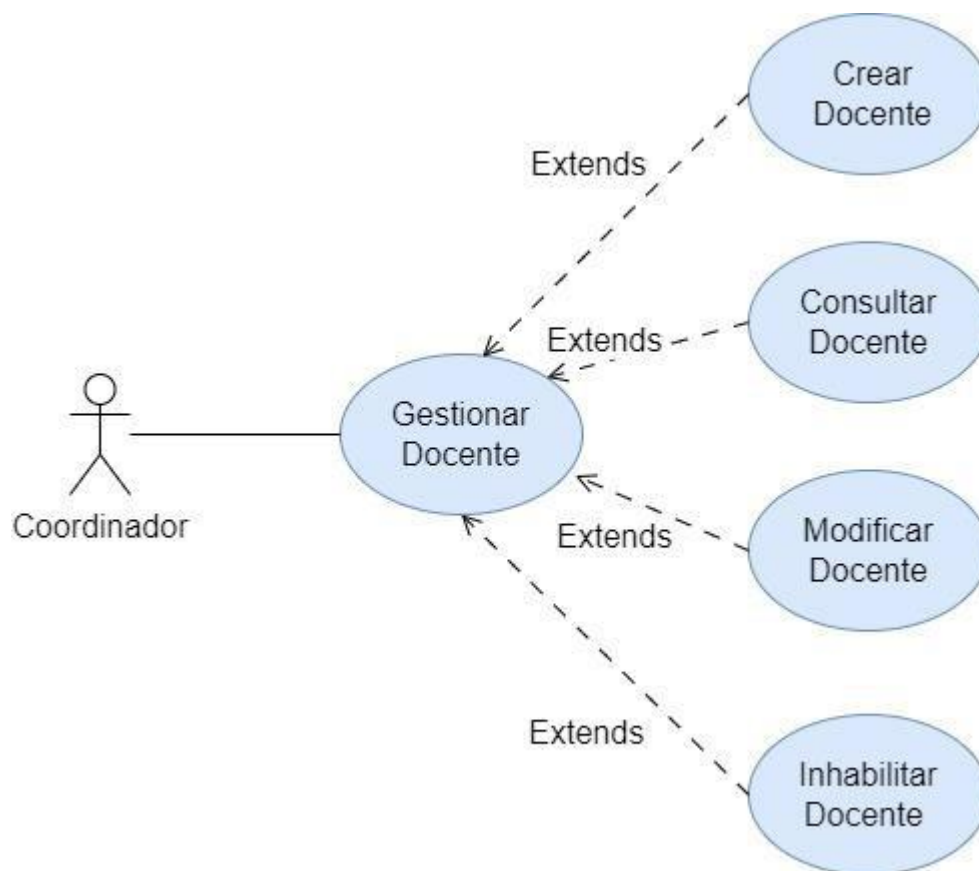 Crear
Docente
Extends
Consultar
Docente
Extends
Gestionar
Docente
Coordinador
Modificar
Docente
Extends
Inhabilitar
Docente
Extends